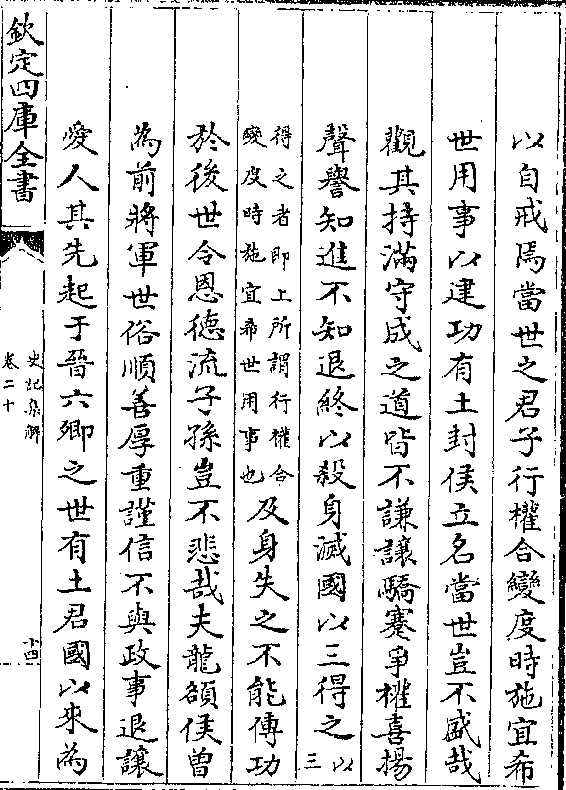 以自戒焉當世之君子行權合變度時施宜希
世用事以建功有土封侯立名當世豈不盛哉
觀其持滿守成之道皆不謙讓驕蹇爭權喜揚
聲譽知進不知退終以殺身滅國以三得之以三
得之者即上所謂行權合變度時施宜希世用事也及身失之不能傳功
於後世令恩德流子孫豈不悲哉夫龍頟侯曽
為前將軍世俗順善厚重謹信不與政事退讓
愛人其先起于晉六卿之世有土君國以來為
欽定四庫全書
史記集解
卷二十
十四